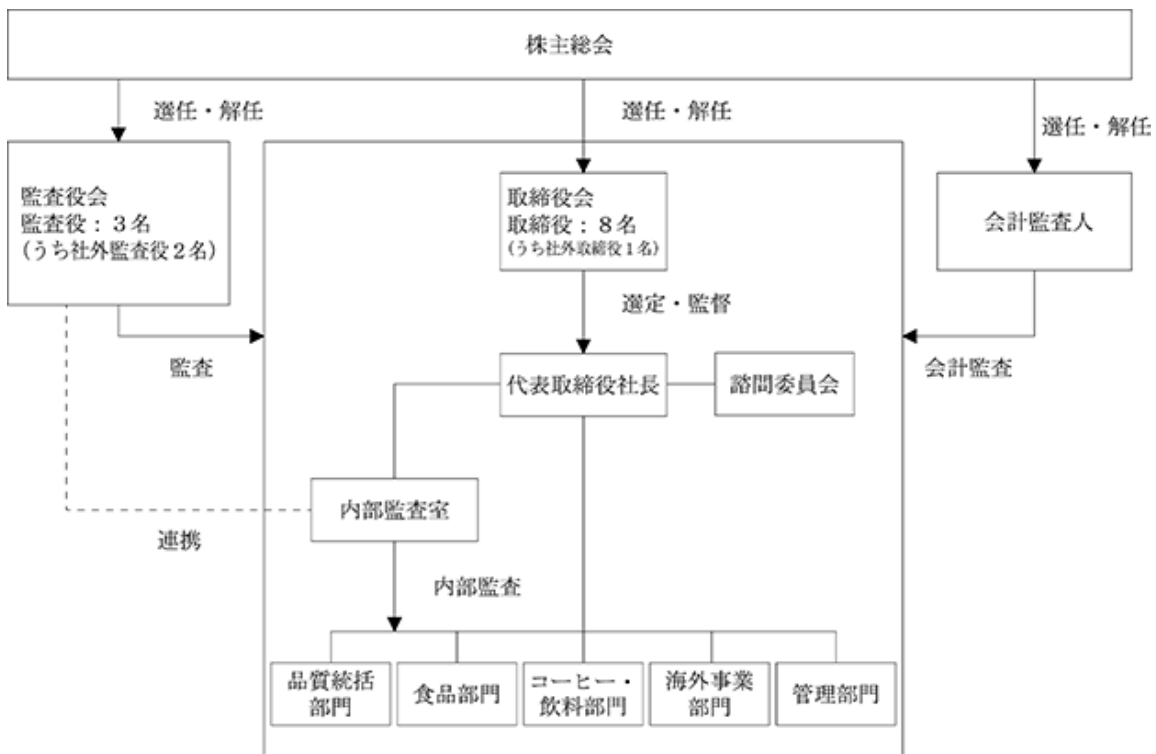 株主総会
選任・解任
選任・解任
選任・解任
監査役会
監査役：３名
(うち社外監査役２名)
取締役会
取締役：８名
(うち社外取締役１名)
会計監査人
選定・監督
監査
会計監査
代表取締役社長
諮問委員会
内部監査室
連携
内部監査
品質統括
部門
食品部門
コーヒー・
飲料部門
海外事業
部門
管理部門